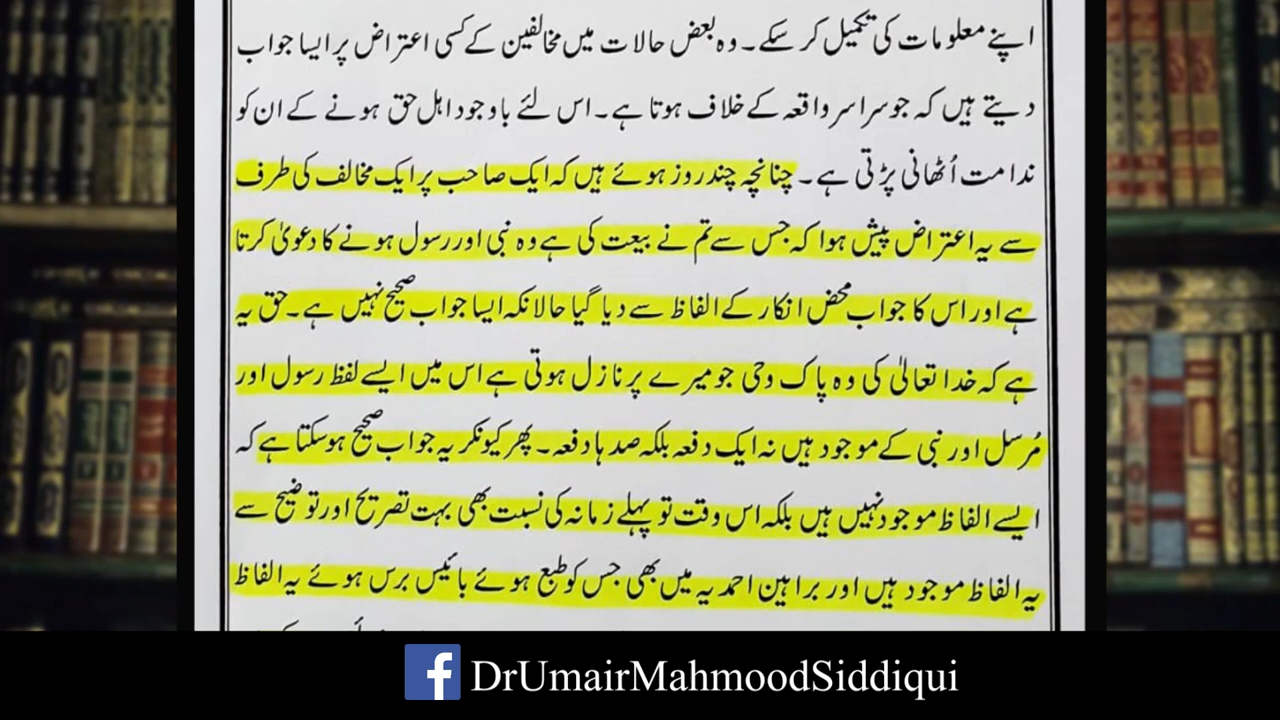 اپنے معلومات کی تکمیل کر سکے۔ وہ بعض حالات میں مخالفین کے کسی اعتراض پر ایسا جواب
دیتے ہیں کہ جو سراسر واقعہ کے خلاف ہوتا ہے۔ اس لئے باوجود اہل حق ہونے کے ان کو
ندامت اُٹھانی پڑتی ہے۔ چنانچہ چند روز ہوئے ہیں کہ ایک صاحب پر ایک مخالف کی طرف
سے یہ اعتراض پیش ہوا کہ جس سے تم نے بیعت کی ہے وہ نبی اور رسول ہونے کا دعویٰ کرتا
ہے اور اس کا جواب محض انکار کے الفاظ سے دیا گیا حالانکہ ایسا جواب صحیح نہیں ہے۔ حق یہ
ہے کہ خدا تعالیٰ کی وہ پاک وحی جو میرے پر نازل ہوتی ہے اس میں ایسے لفظ رسول اور
مُرسل اور نبی کے موجود ہیں نہ ایک دفعہ بلکہ صدہا دفعہ۔ پھر کیونکر یہ جواب صحیح ہو سکتا ہے کہ
ایسے الفاظ موجود نہیں ہیں بلکہ اس وقت تو پہلے زمانہ کی نسبت بھی بہت تصریح اور توضیح سے
یہ الفاظ موجود ہیں اور براہین احمدیہ میں بھی جس کو طبع ہوئے بائیس برس ہوئے یہ الفاظ
f DrUmairMahmoodSiddiqui